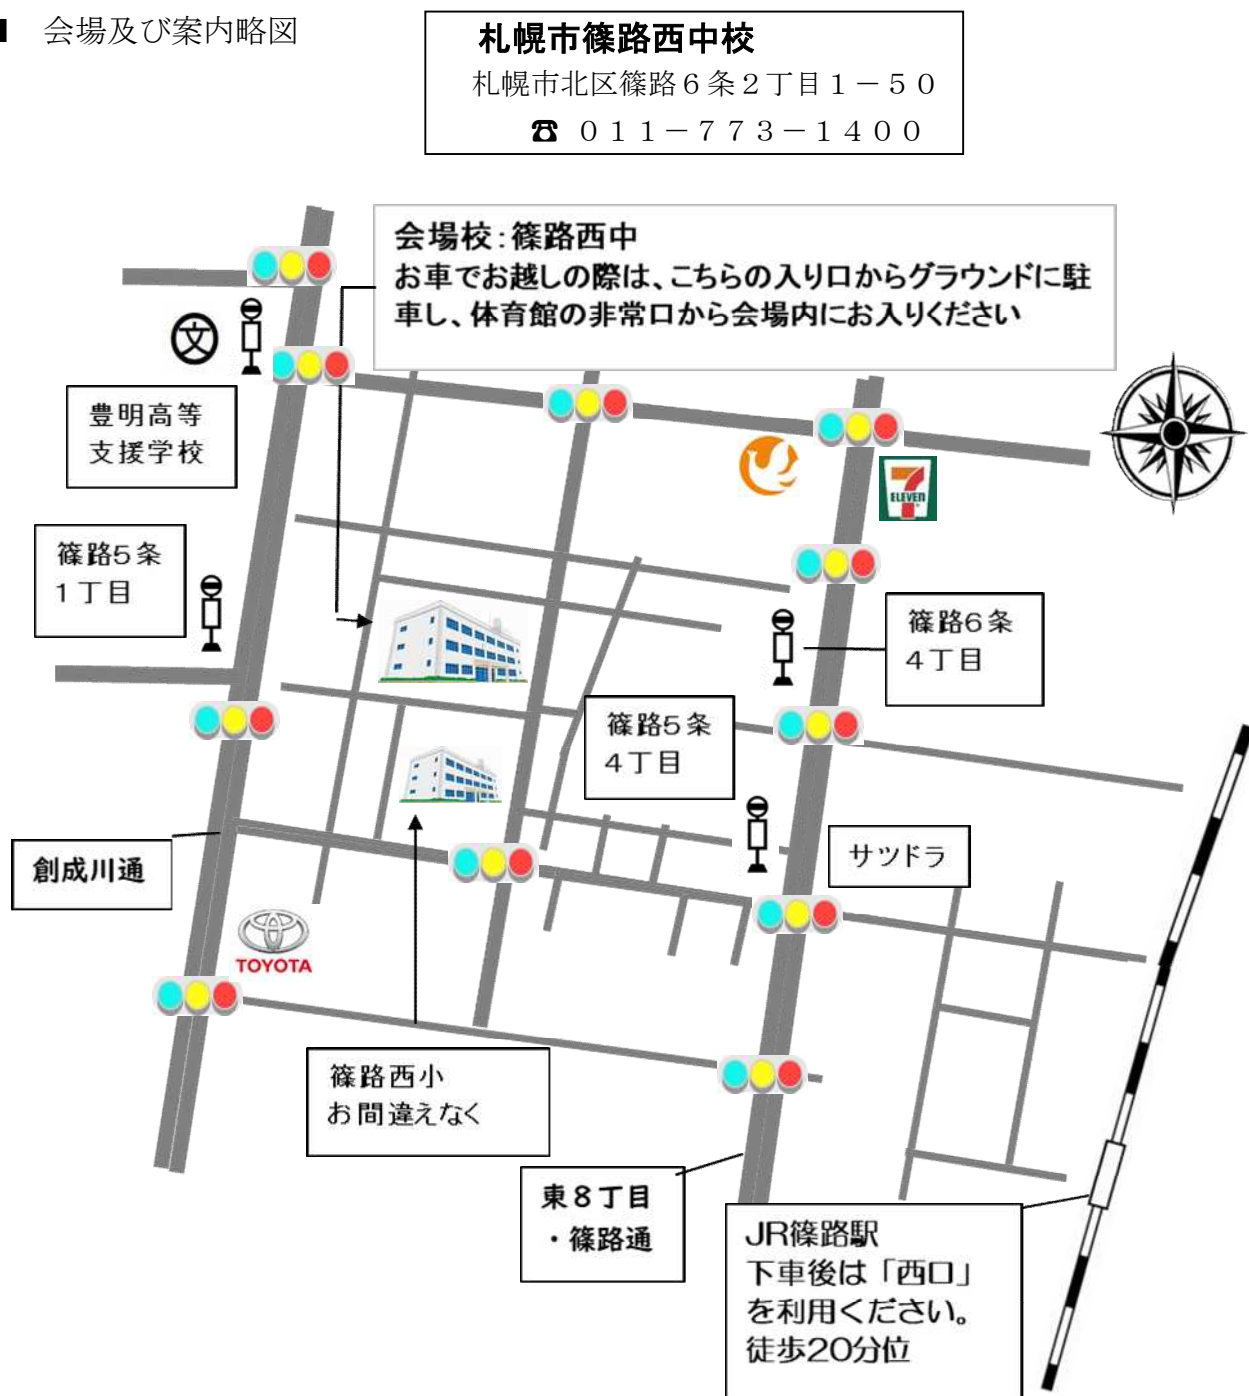 ■ 会場及び案内略図
札幌市篠路西中校
札幌市北区篠路６条２丁目１－５０
☎ ０１１－７７３－１４００
会場校:篠路西中
お車でお越しの際は、こちらの入り口からグラウンドに駐
車し、体育館の非常口から会場内にお入りください
文
豊明高等
支援学校
7
ELEVEN
篠路5条
1丁目
篠路6条
4丁目
篠路5条
4丁目
創成川通
サツドラ
TOYOTA
篠路西小
お間違えなく
東8丁目
・篠路通
JR篠路駅
下車後は「西口」
を利用ください。
徒歩20分位